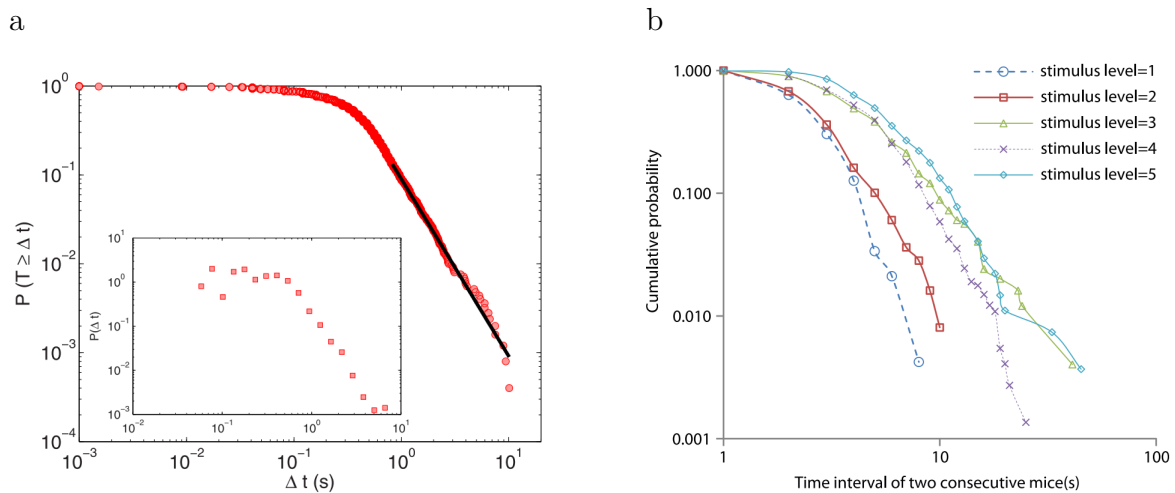 a
10^0
10^-1
10^-2
10^-3
10^-4
P (T ≥ Δ t)
10^-3
10^-2
10^-1
10^0
10^1
Δ t (s)
10^1
10^0
10^-1
10^-2
10^-3
P(Δ t)
10^-2
10^-1
10^0
10^1
b
1.000
0.100
0.010
0.001
Cumulative probability
1
10
100
Time interval of two consecutive mice(s)
stimulus level=1
stimulus level=2
stimulus level=3
stimulus level=4
stimulus level=5